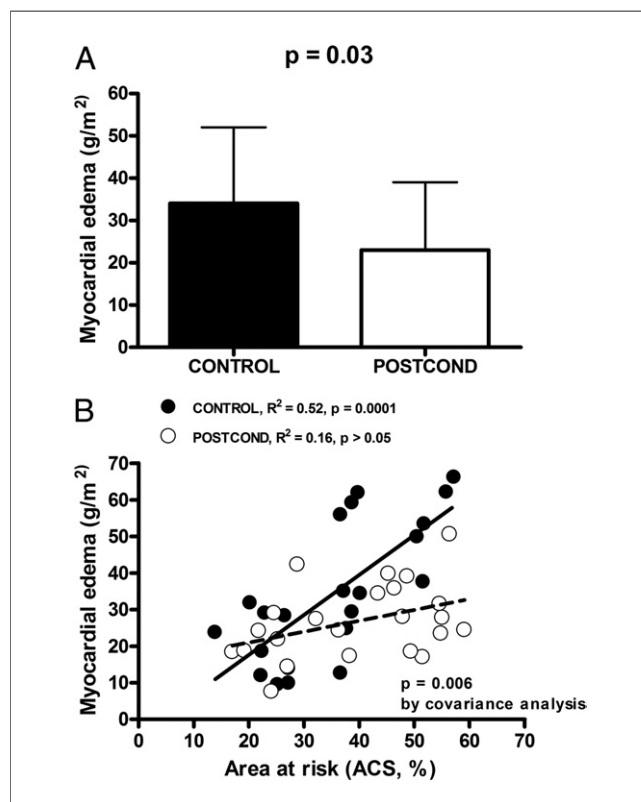 A
p = 0.03
Myocardial edema (g/m²)
60
50
40
30
20
10
0
CONTROL
POSTCOND
B
CONTROL, R² = 0.52, p = 0.0001
POSTCOND, R² = 0.16, p > 0.05
Myocardial edema (g/m²)
70
60
50
40
30
20
10
0
p = 0.006
by covariance analysis
0 10 20 30 40 50 60 70
Area at risk (ACS, %)